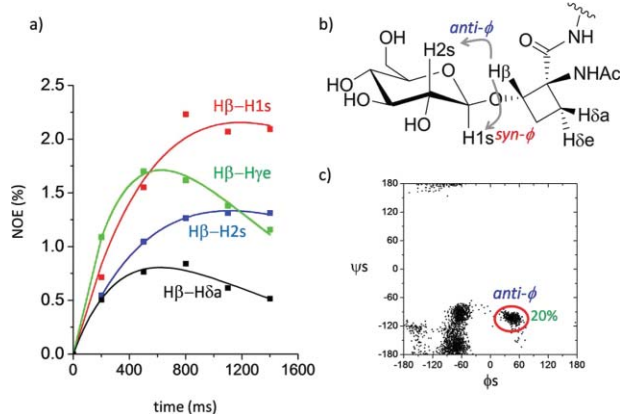 a)
2.5
2.0
1.5
1.0
0.5
0.0
NOE (%)
Hβ–H1s
Hβ–Hγe
Hβ–H2s
Hβ–Hδa
0 400 800 1200 1600
time (ms)
b)
anti-ϕ
OH
H2s
O
HO
HO
OH
H1s
syn-ϕ
Hβ
O
O
NH
NHAc
Hδa
Hδe
c)
180
120
60
0
-60
-120
-180
ψs
anti-ϕ
20%
-180 -120 -60 0 60 120 180
ϕs